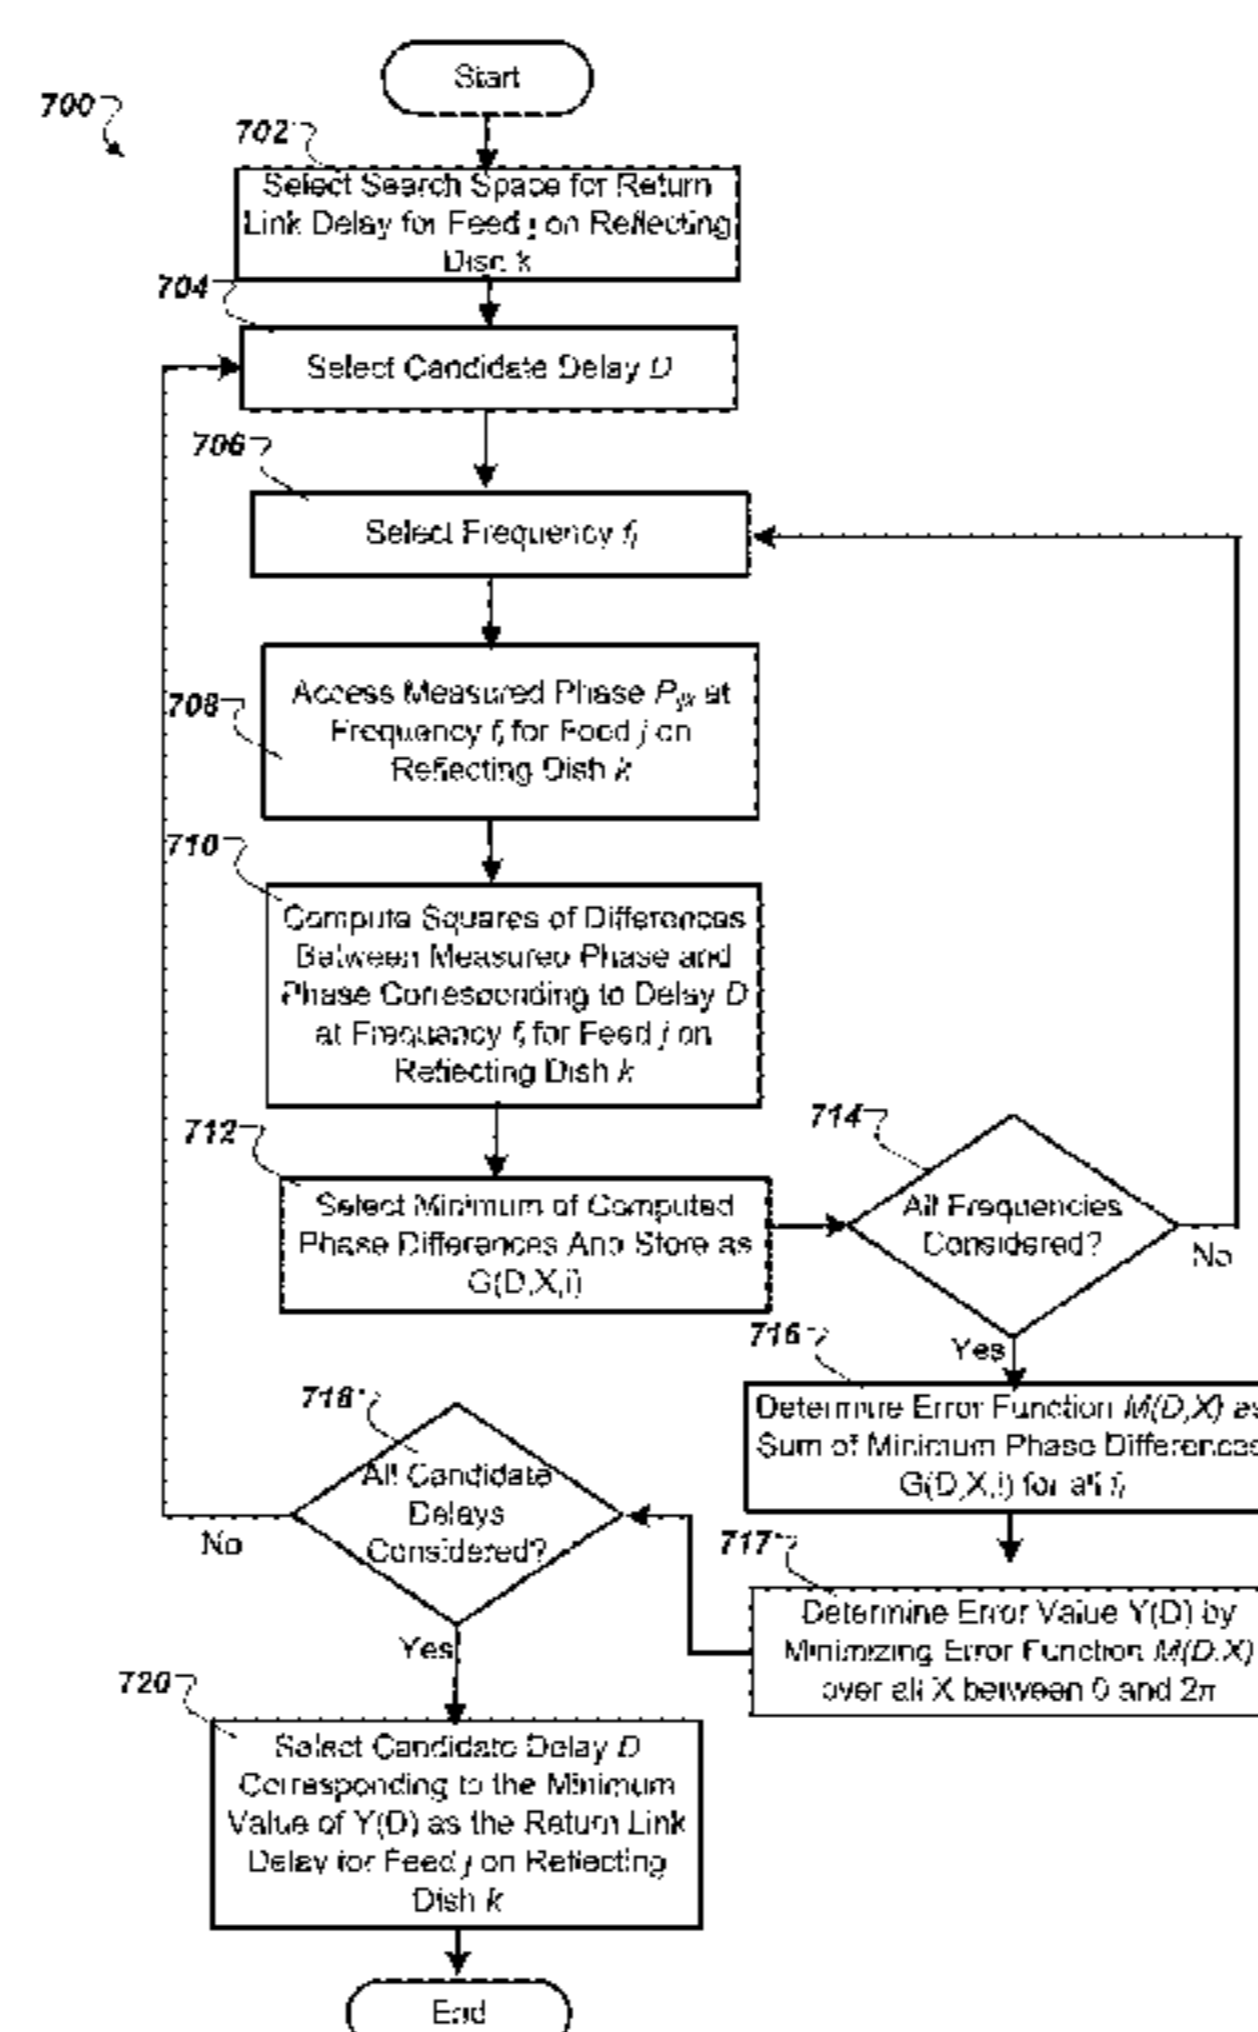 Start
700
702
Select Search Space for Return
Link Delay for Feed j on Reflecting
Dish k
704
Select Candidate Delay D
706
Select Frequency fi
708
Access Measured Phase Pijk at
Frequency fi for Feed j on
Reflecting Dish k
710
Compute Squares of Differences
Between Measured Phase and
Phase Corresponding to Delay D
at Frequency fi for Feed j on
Reflecting Dish k
712
Select Minimum of Computed
Phase Differences And Store as
G(D,X,i)
714
All Frequencies
Considered?
No
Yes
716
Determine Error Function M(D,X) as
Sum of Minimum Phase Differences
G(D,X,i) for all fi
717
Determine Error Value Y(D) by
Minimizing Error Function M(D,X)
over all X between 0 and 2π
718
All Candidate
Delays
Considered?
No
Yes
720
Select Candidate Delay D
Corresponding to the Minimum
Value of Y(D) as the Return Link
Delay for Feed j on Reflecting
Dish k
End